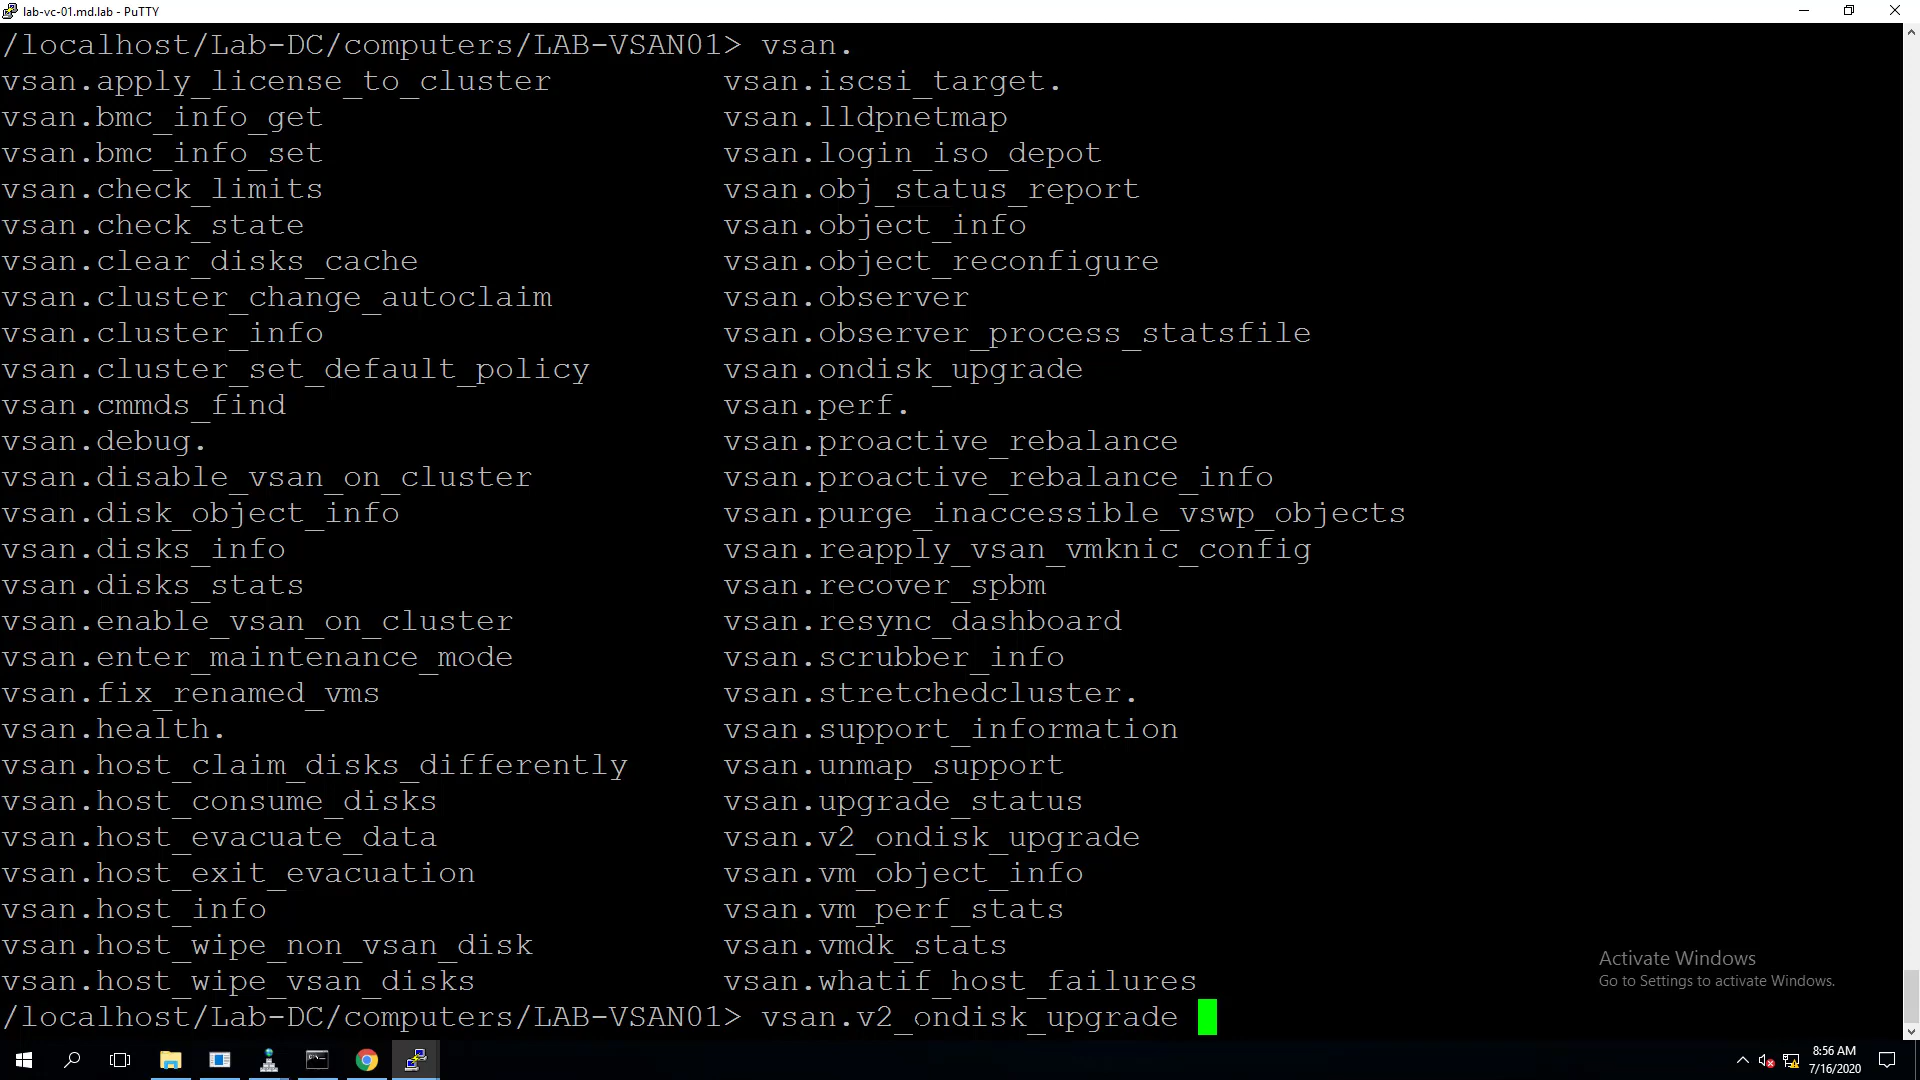 lab-vc-01.md.lab - PuTTY
/localhost/Lab-DC/computers/LAB-VSAN01> vsan.
vsan.apply_license_to_cluster vsan.iscsi_target.
vsan.bmc_info_get vsan.lldpnetmap
vsan.bmc_info_set vsan.login_iso_depot
vsan.check_limits vsan.obj_status_report
vsan.check_state vsan.object_info
vsan.clear_disks_cache vsan.object_reconfigure
vsan.cluster_change_autoclaim vsan.observer
vsan.cluster_info vsan.observer_process_statsfile
vsan.cluster_set_default_policy vsan.ondisk_upgrade
vsan.cmmds_find vsan.perf.
vsan.debug. vsan.proactive_rebalance
vsan.disable_vsan_on_cluster vsan.proactive_rebalance_info
vsan.disk_object_info vsan.purge_inaccessible_vswp_objects
vsan.disks_info vsan.reapply_vsan_vmknic_config
vsan.disks_stats vsan.recover_spbm
vsan.enable_vsan_on_cluster vsan.resync_dashboard
vsan.enter_maintenance_mode vsan.scrubber_info
vsan.fix_renamed_vms vsan.stretchedcluster.
vsan.health. vsan.support_information
vsan.host_claim_disks_differently vsan.unmap_support
vsan.host_consume_disks vsan.upgrade_status
vsan.host_evacuate_data vsan.v2_ondisk_upgrade
vsan.host_exit_evacuation vsan.vm_object_info
vsan.host_info vsan.vm_perf_stats
vsan.host_wipe_non_vsan_disk vsan.vmdk_stats
vsan.host_wipe_vsan_disks vsan.whatif_host_failures
/localhost/Lab-DC/computers/LAB-VSAN01> vsan.v2_ondisk_upgrade
Activate Windows
Go to Settings to activate Windows.
8:56 AM
7/16/2020